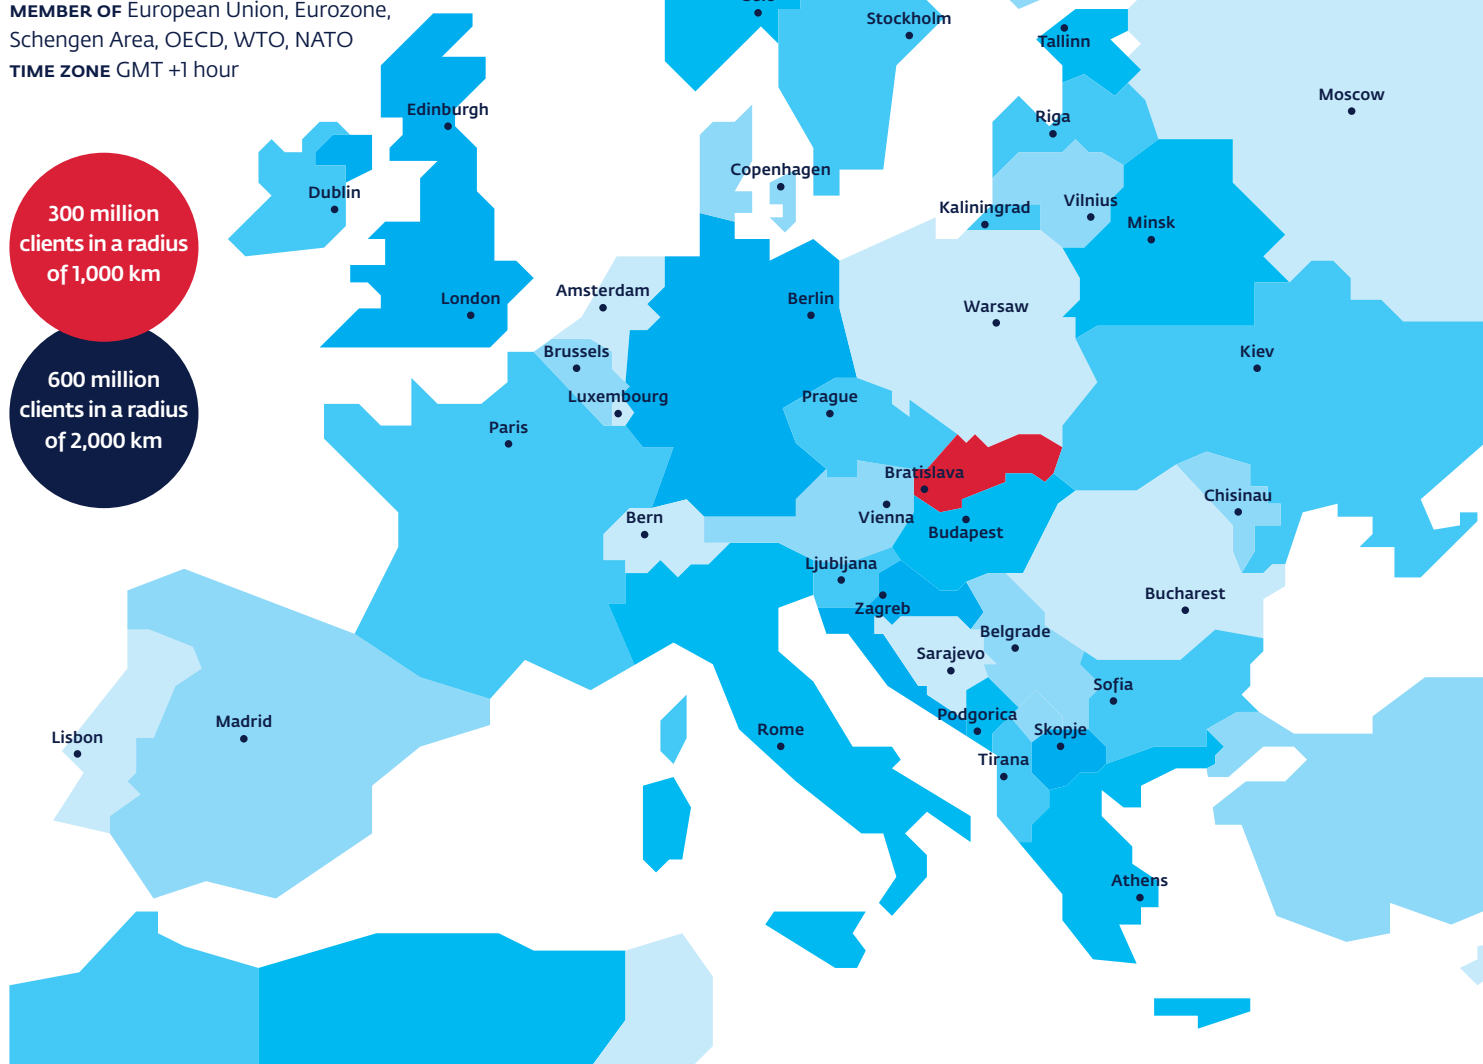 MEMBER OF European Union, Eurozone,
Schengen Area, OECD, WTO, NATO
TIME ZONE GMT +1 hour
Stockholm
Tallinn
Moscow
Edinburgh
Riga
Copenhagen
Dublin
Vilnius
Kaliningrad
Minsk
300 million
clients in a radius
of 1,000 km
London
Amsterdam
Berlin
Warsaw
Brussels
Kiev
600 million
clients in a radius
of 2,000 km
Luxembourg
Prague
Paris
Bratislava
Chisinau
Bern
Vienna
Budapest
Ljubljana
Bucharest
Zagreb
Belgrade
Sarajevo
Sofia
Podgorica
Madrid
Rome
Skopje
Lisbon
Tirana
Athens